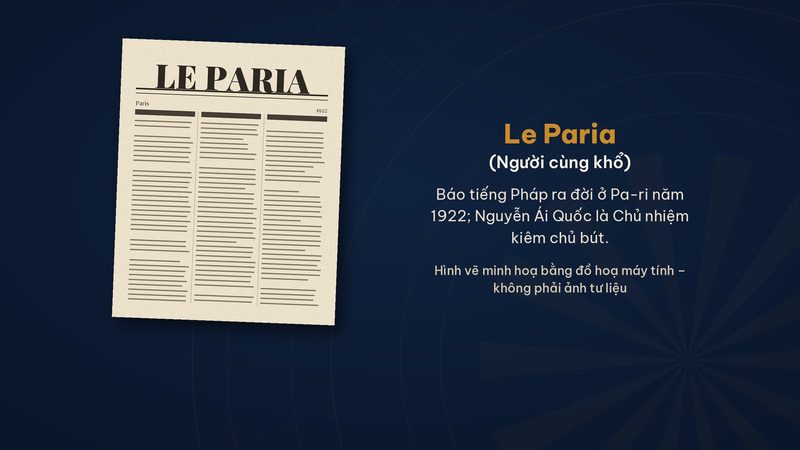 LE PARIA
Paris
1922
Le Paria
(Người cùng khổ)
Báo tiếng Pháp ra đời ở Pa-ri năm
1922; Nguyễn Ái Quốc là Chủ nhiệm
kiêm chủ bút.
Hình vẽ minh hoạ bằng đồ hoạ máy tính –
không phải ảnh tư liệu